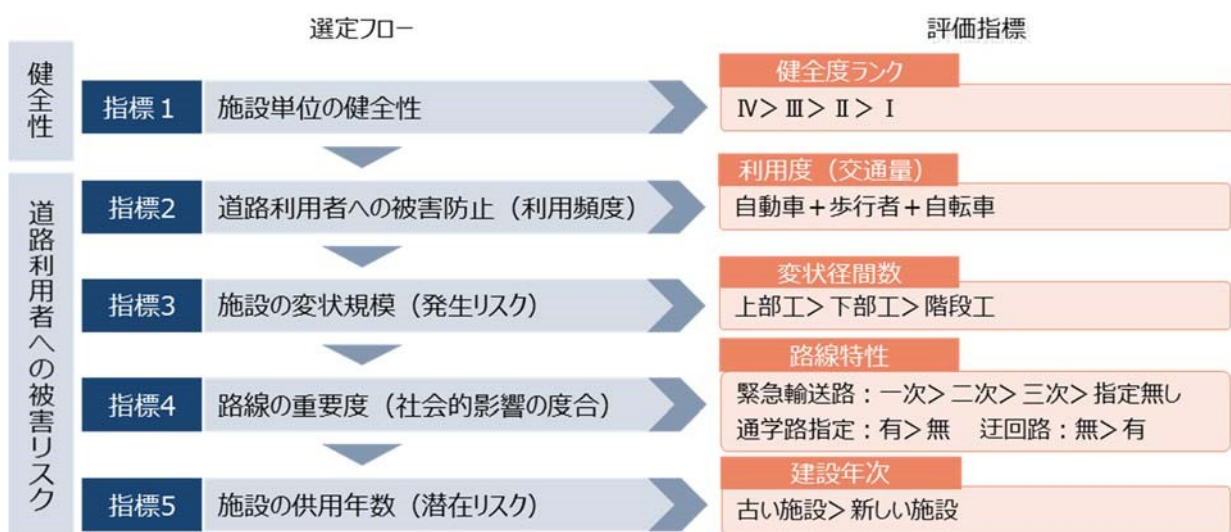 選定フロー
評価指標
健全性
指標1
施設単位の健全性
健全度ランク
Ⅳ＞Ⅲ＞Ⅱ＞Ⅰ
道路利用者への被害リスク
指標2
道路利用者への被害防止（利用頻度）
利用度（交通量）
自動車＋歩行者＋自転車
指標3
施設の変状規模（発生リスク）
変状径間数
上部工＞下部工＞階段工
指標4
路線の重要度（社会的影響の度合）
路線特性
緊急輸送路：一次＞二次＞三次＞指定無し
通学路指定：有＞無　迂回路：無＞有
指標5
施設の供用年数（潜在リスク）
建設年次
古い施設＞新しい施設